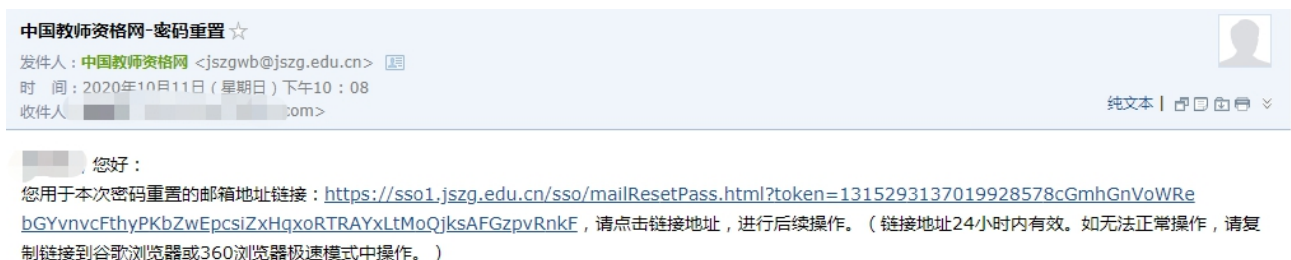 中国教师资格网-密码重置☆
发件人：中国教师资格网 <jszgwb@jszg.edu.cn>
时 间：2020年10月11日（星期日）下午10：08
收件人 com>
纯文本 |
您好：
您用于本次密码重置的邮箱地址链接：https://sso1.jszg.edu.cn/sso/mailResetPass.html?token=1315293137019928578cGmhGnVoWRe
bGYvnvcFthyPKbZwEpcsiZxHqxoRTRAYxLtMoQjksAFGzpvRnkF，请点击链接地址，进行后续操作。（链接地址24小时内有效。如无法正常操作，请复
制链接到谷歌浏览器或360浏览器极速模式中操作。）